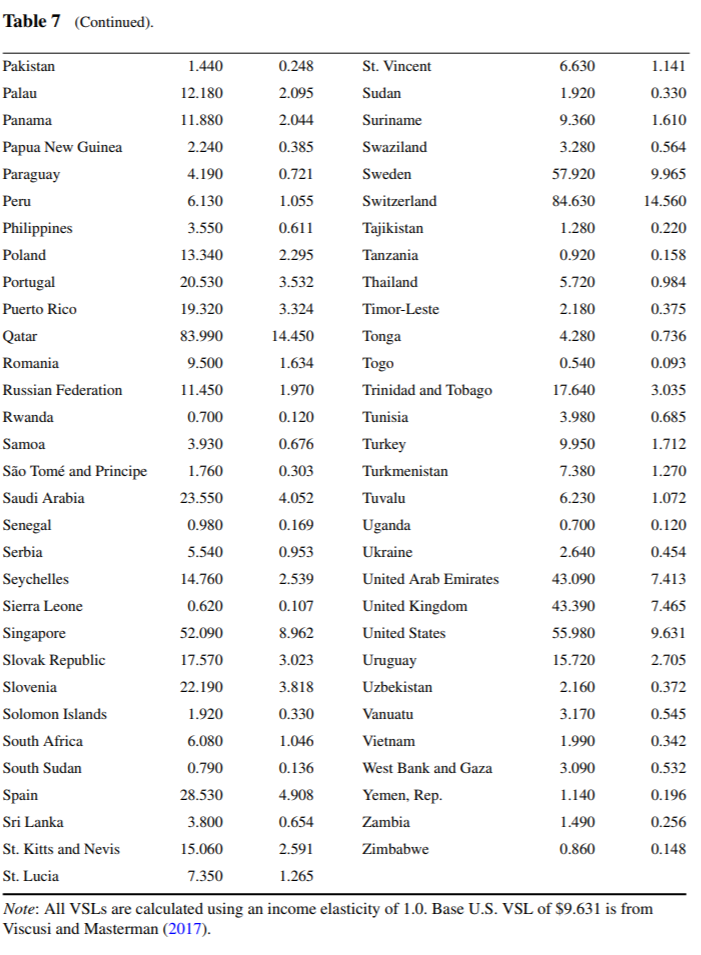 Table 7 (Continued).
Pakistan 1.440 0.248 St. Vincent 6.630 1.141
Palau 12.180 2.095 Sudan 1.920 0.330
Panama 11.880 2.044 Suriname 9.360 1.610
Papua New Guinea 2.240 0.385 Swaziland 3.280 0.564
Paraguay 4.190 0.721 Sweden 57.920 9.965
Peru 6.130 1.055 Switzerland 84.630 14.560
Philippines 3.550 0.611 Tajikistan 1.280 0.220
Poland 13.340 2.295 Tanzania 0.920 0.158
Portugal 20.530 3.532 Thailand 5.720 0.984
Puerto Rico 19.320 3.324 Timor-Leste 2.180 0.375
Qatar 83.990 14.450 Tonga 4.280 0.736
Romania 9.500 1.634 Togo 0.540 0.093
Russian Federation 11.450 1.970 Trinidad and Tobago 17.640 3.035
Rwanda 0.700 0.120 Tunisia 3.980 0.685
Samoa 3.930 0.676 Turkey 9.950 1.712
São Tomé and Principe 1.760 0.303 Turkmenistan 7.380 1.270
Saudi Arabia 23.550 4.052 Tuvalu 6.230 1.072
Senegal 0.980 0.169 Uganda 0.700 0.120
Serbia 5.540 0.953 Ukraine 2.640 0.454
Seychelles 14.760 2.539 United Arab Emirates 43.090 7.413
Sierra Leone 0.620 0.107 United Kingdom 43.390 7.465
Singapore 52.090 8.962 United States 55.980 9.631
Slovak Republic 17.570 3.023 Uruguay 15.720 2.705
Slovenia 22.190 3.818 Uzbekistan 2.160 0.372
Solomon Islands 1.920 0.330 Vanuatu 3.170 0.545
South Africa 6.080 1.046 Vietnam 1.990 0.342
South Sudan 0.790 0.136 West Bank and Gaza 3.090 0.532
Spain 28.530 4.908 Yemen, Rep. 1.140 0.196
Sri Lanka 3.800 0.654 Zambia 1.490 0.256
St. Kitts and Nevis 15.060 2.591 Zimbabwe 0.860 0.148
St. Lucia 7.350 1.265
Note: All VSLs are calculated using an income elasticity of 1.0. Base U.S. VSL of $9.631 is from
Viscusi and Masterman (2017).